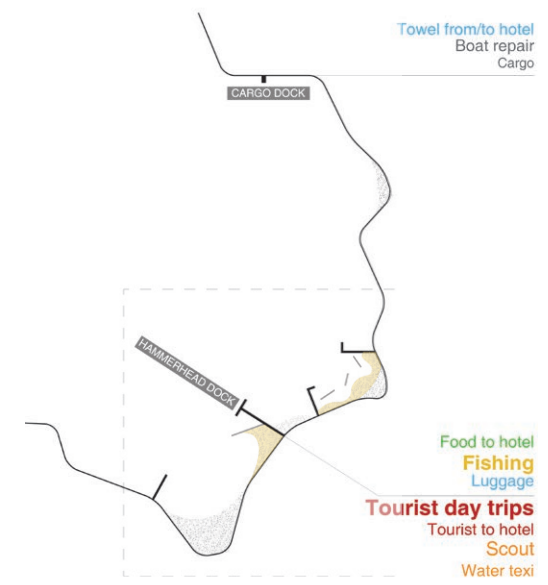 Towel from/to hotel
Boat repair
Cargo
CARGO DOCK
HAMMERHEAD DOCK
Food to hotel
Fishing
Luggage
Tourist day trips
Tourist to hotel
Scout
Water texi